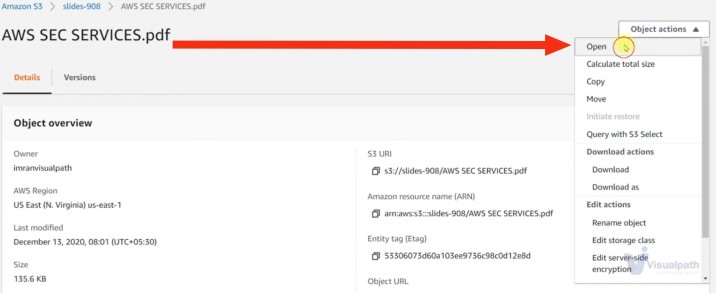 Amazon S3 > slides-908 > AWS SEC SERVICES.pdf
AWS SEC SERVICES.pdf
Object actions
Open
Calculate total size
Copy
Move
Initiate restore
Query with S3 Select
Download actions
Download
Download as
Edit actions
Rename object
Edit storage class
Edit server-side
encryption
Details
Versions
Object overview
Owner
imranvisualpath
AWS Region
US East (N. Virginia) us-east-1
Last modified
December 13, 2020, 08:01 (UTC+05:30)
Size
135.6 KB
S3 URI
s3://slides-908/AWS SEC SERVICES.pdf
Amazon resource name (ARN)
arn:aws:s3:::slides-908/AWS SEC SERVICES.pdf
Entity tag (Etag)
53306073d60a103ee9736c98c0d12e8d
Object URL
Visualpath